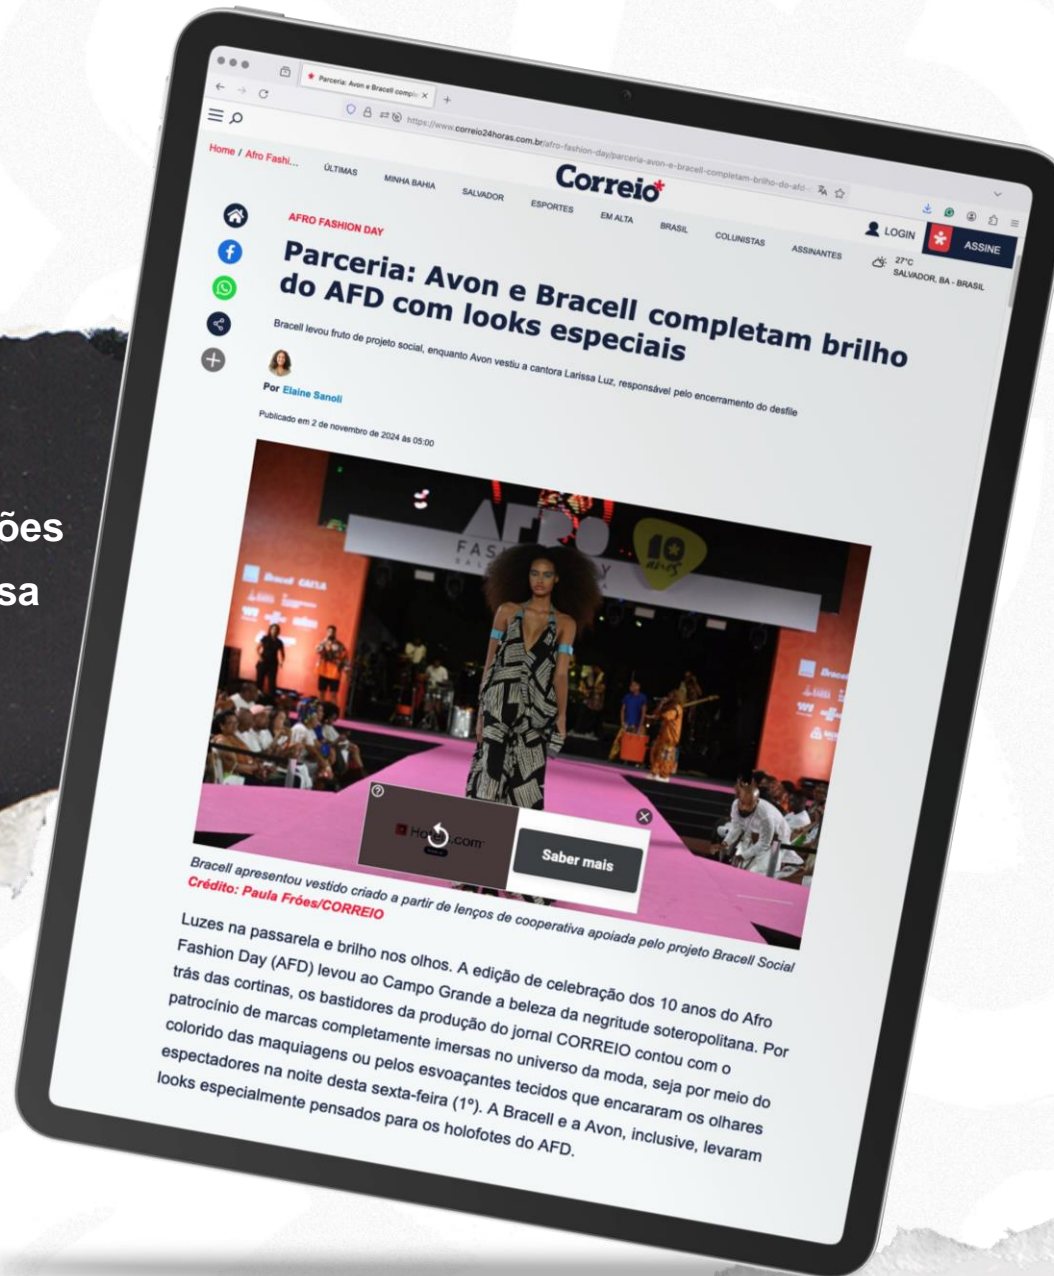 Parceria: Avon e Bracell comple
https://www.correio24horas.com.br/afro-fashion-day/parceria-avon-e-bracell-completam-brilho-do-afd-
Correio*
LOGIN
ASSINE
Home / Afro Fashi...
ÚLTIMAS
MINHA BAHIA
SALVADOR
ESPORTES
EM ALTA
BRASIL
COLUNISTAS
ASSINANTES
27°C
SALVADOR, BA - BRASIL
AFRO FASHION DAY
Parceria: Avon e Bracell completam brilho
do AFD com looks especiais
Bracell levou fruto de projeto social, enquanto Avon vestiu a cantora Larissa Luz, responsável pelo encerramento do desfile
Por Elaine Sanoli
Publicado em 2 de novembro de 2024 às 05:00
ões
sa
AFRO
10
anos
Bracell CAIXA
Saber mais
Bracell apresentou vestido criado a partir de lenços de cooperativa apoiada pelo projeto Bracell Social
Crédito: Paula Fróes/CORREIO
Luzes na passarela e brilho nos olhos. A edição de celebração dos 10 anos do Afro
Fashion Day (AFD) levou ao Campo Grande a beleza da negritude soteropolitana. Por
trás das cortinas, os bastidores da produção do jornal CORREIO contou com o
patrocínio de marcas completamente imersas no universo da moda, seja por meio do
colorido das maquiagens ou pelos esvoaçantes tecidos que encararam os olhares
espectadores na noite desta sexta-feira (1º). A Bracell e a Avon, inclusive, levaram
looks especialmente pensados para os holofotes do AFD.